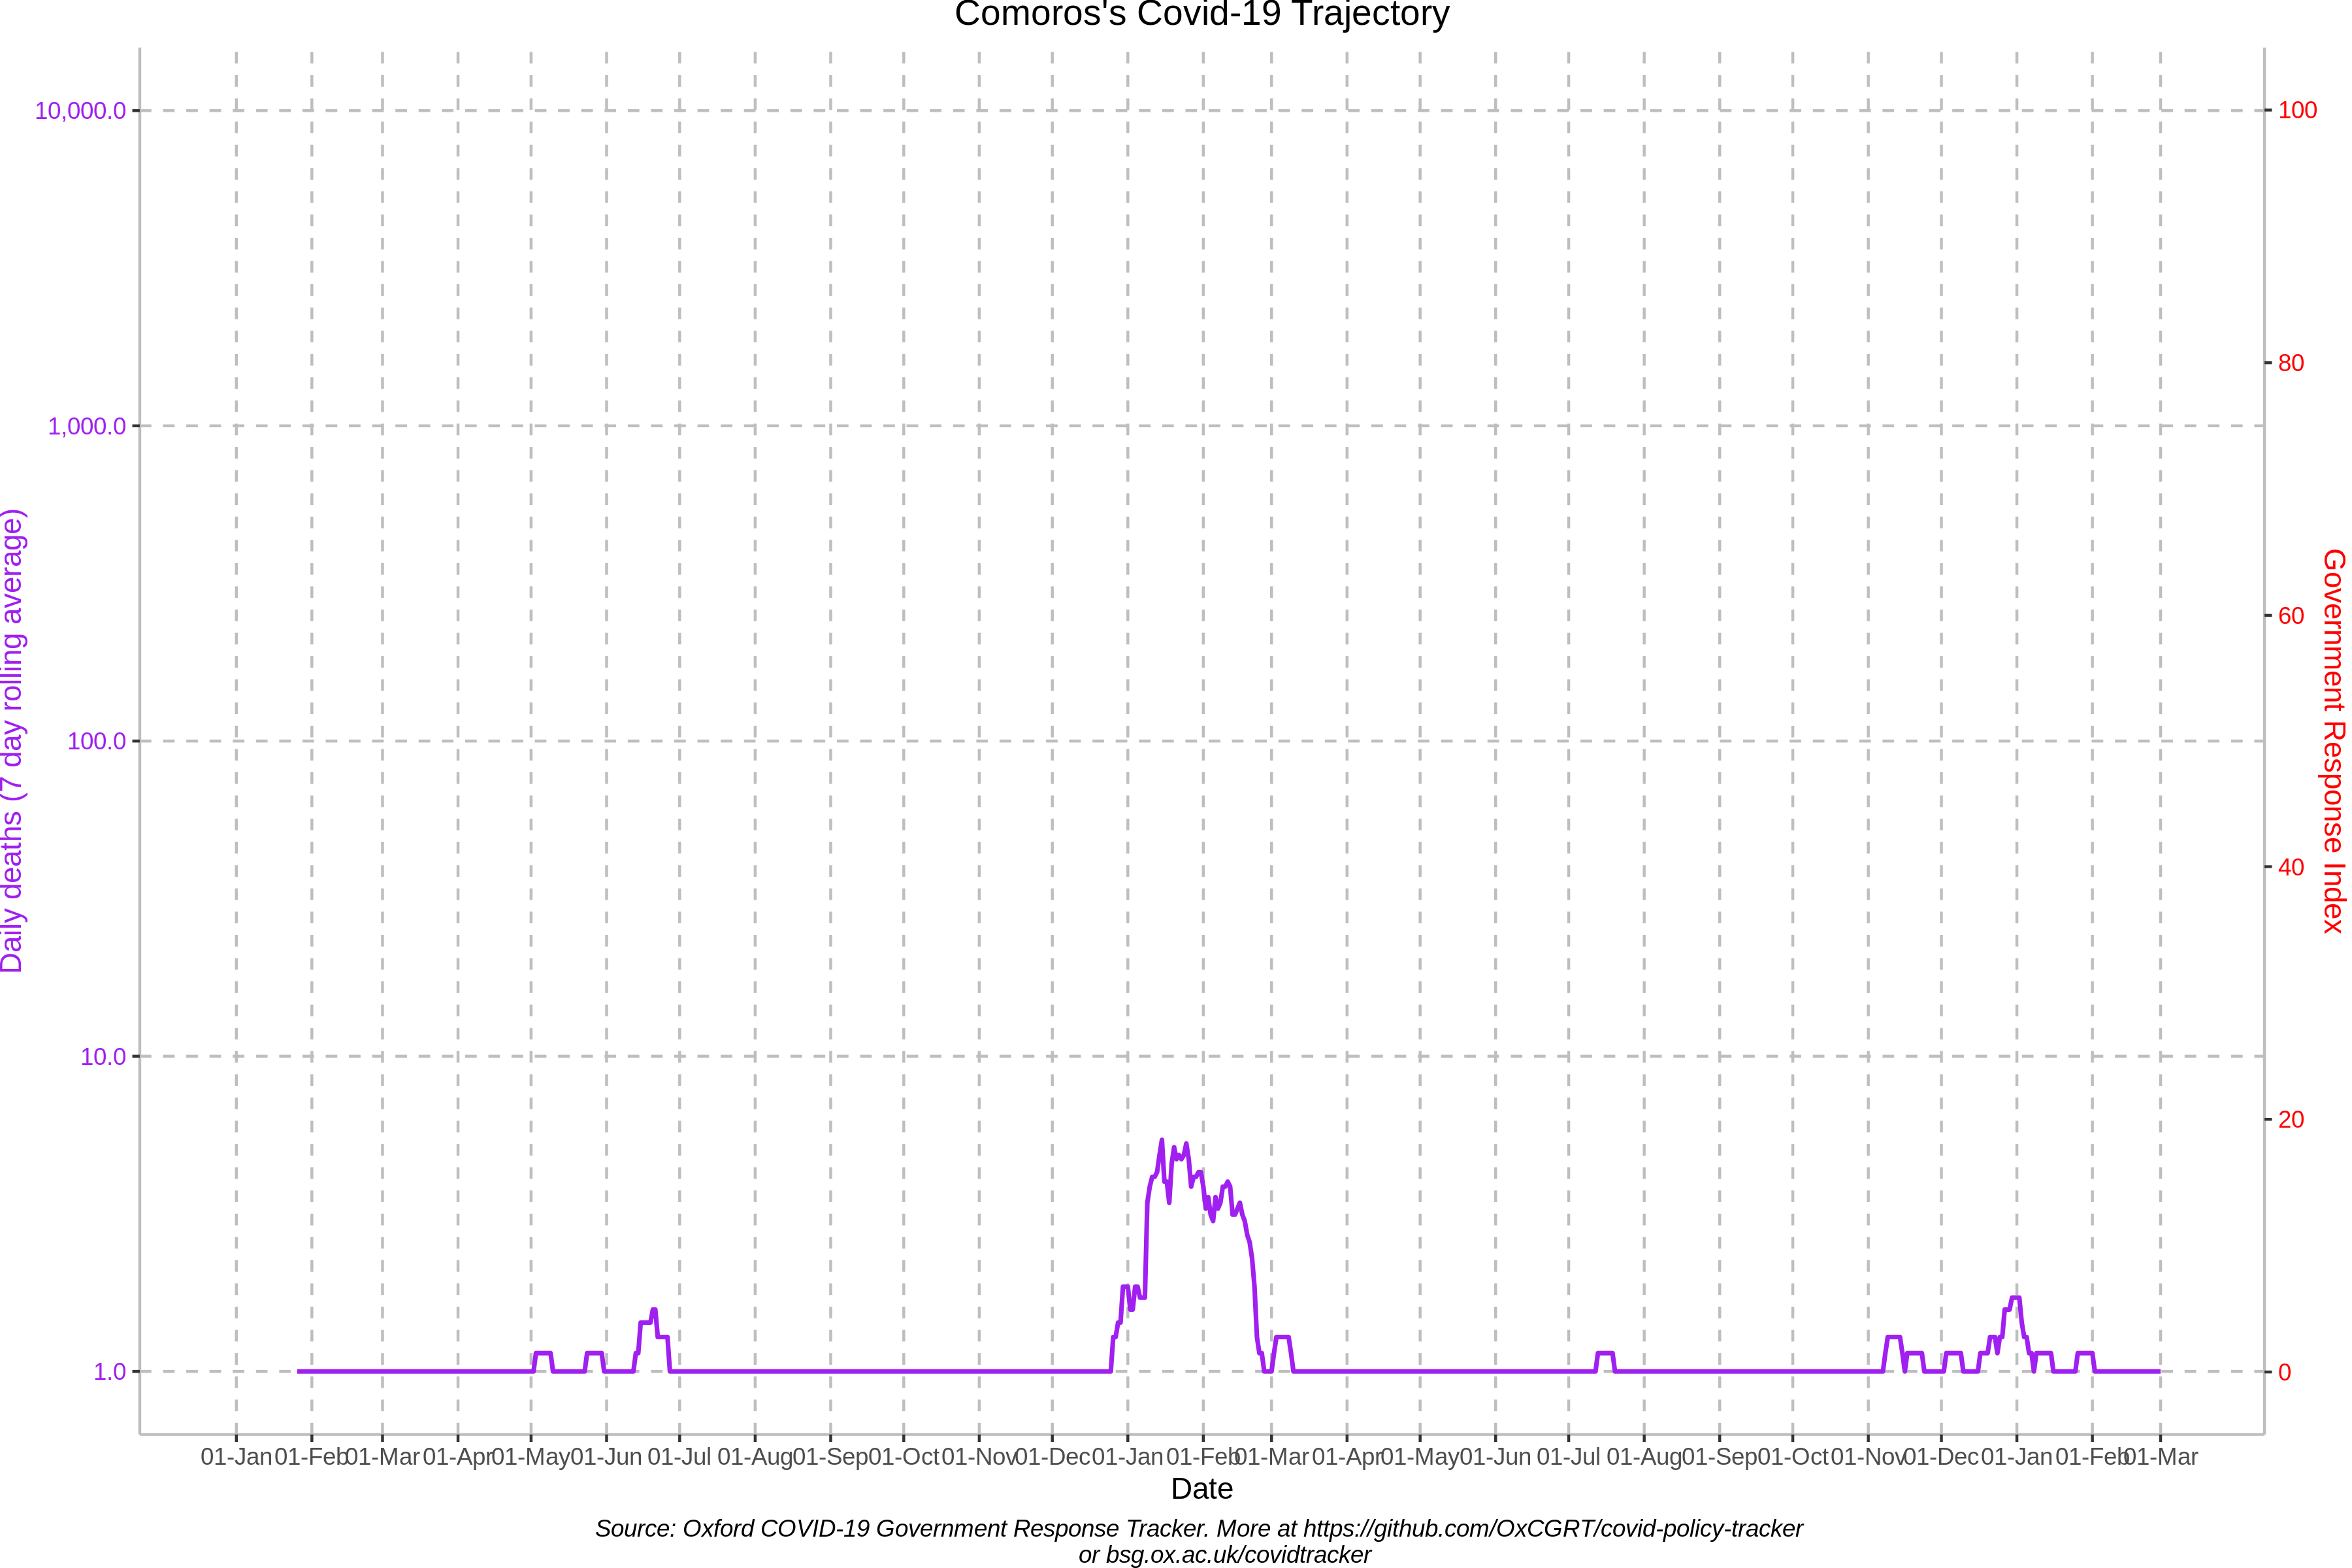 Comoros's Covid-19 Trajectory
10,000.0
1,000.0
100.0
10.0
1.0
Daily deaths (7 day rolling average)
100
80
60
40
20
0
Government Response Index
01-Jan 01-Feb 01-Mar 01-Apr 01-May 01-Jun 01-Jul 01-Aug 01-Sep 01-Oct 01-Nov 01-Dec 01-Jan 01-Feb 01-Mar 01-Apr 01-May 01-Jun 01-Jul 01-Aug 01-Sep 01-Oct 01-Nov 01-Dec 01-Jan 01-Feb 01-Mar
Date
Source: Oxford COVID-19 Government Response Tracker. More at https://github.com/OxCGRT/covid-policy-tracker
or bsg.ox.ac.uk/covidtracker